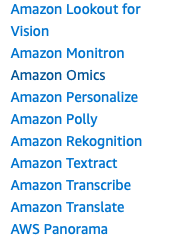 Amazon Lookout for
Vision
Amazon Monitron
Amazon Omics
Amazon Personalize
Amazon Polly
Amazon Rekognition
Amazon Textract
Amazon Transcribe
Amazon Translate
AWS Panorama